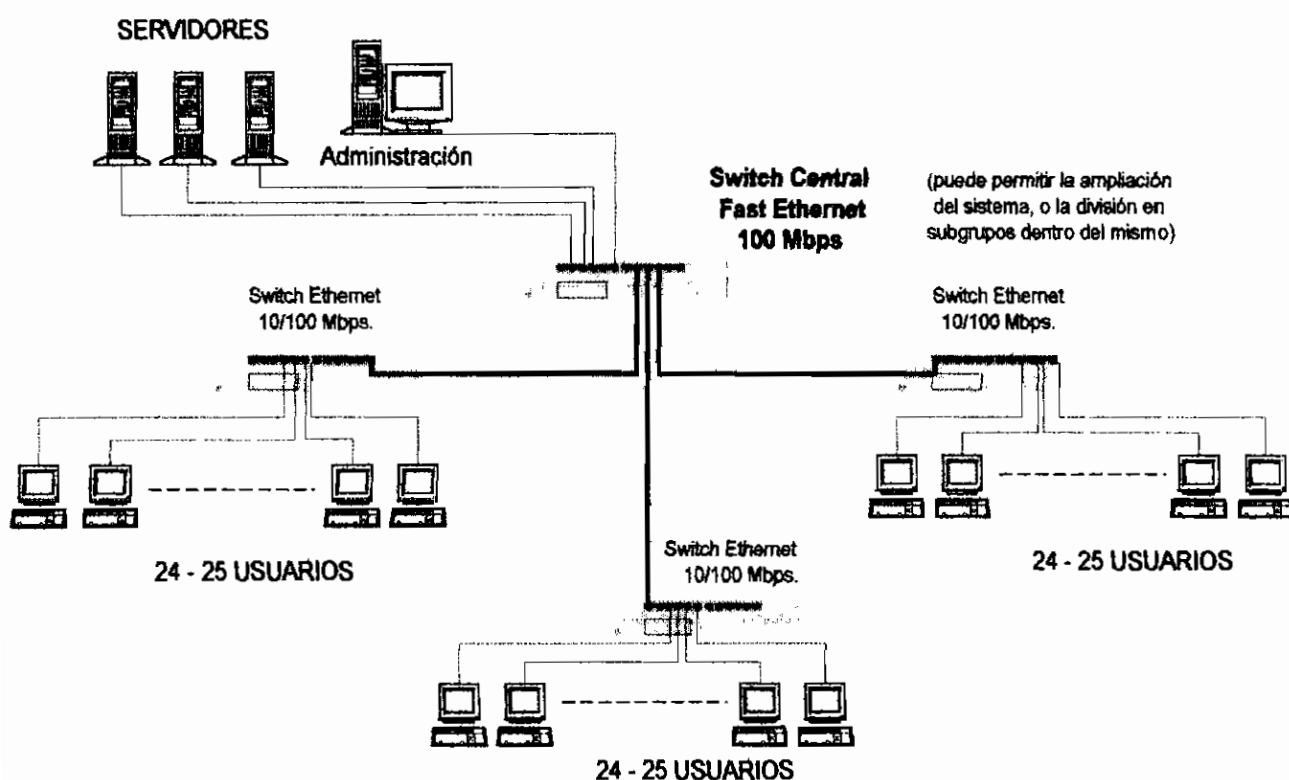 SERVIDORES
Administración
Switch Central
Fast Ethernet
100 Mbps
(puede permitir la ampliación
del sistema, o la división en
subgrupos dentro del mismo)
Switch Ethernet
10/100 Mbps.
Switch Ethernet
10/100 Mbps.
24 - 25 USUARIOS
Switch Ethernet
10/100 Mbps.
24 - 25 USUARIOS
24 - 25 USUARIOS